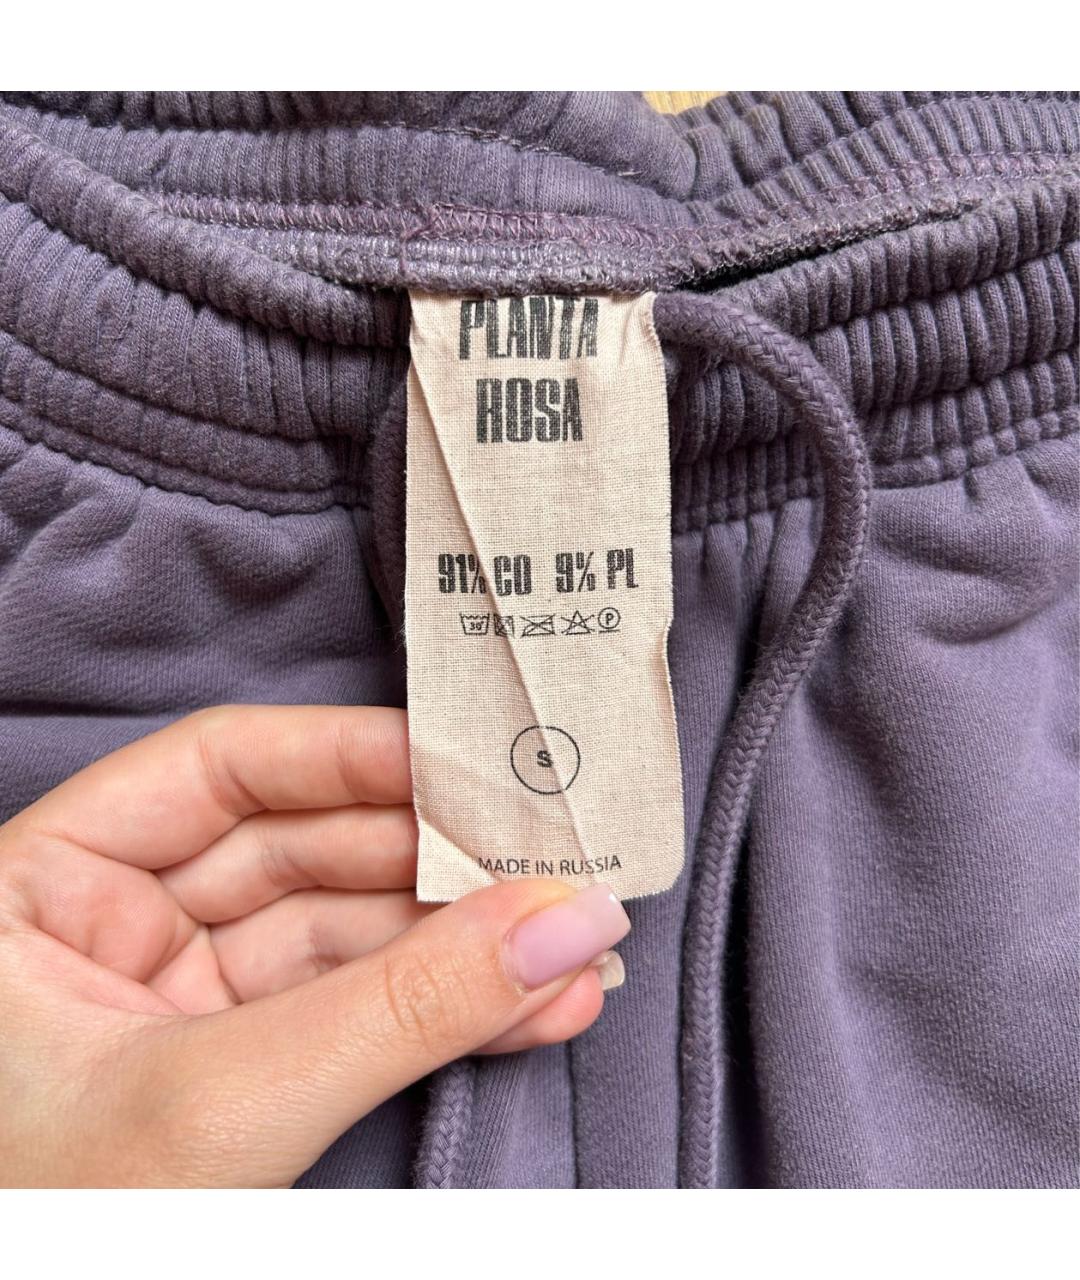 PLANTA
ROSA
91% CO 9% PL
30 P
S
MADE IN RUSSIA